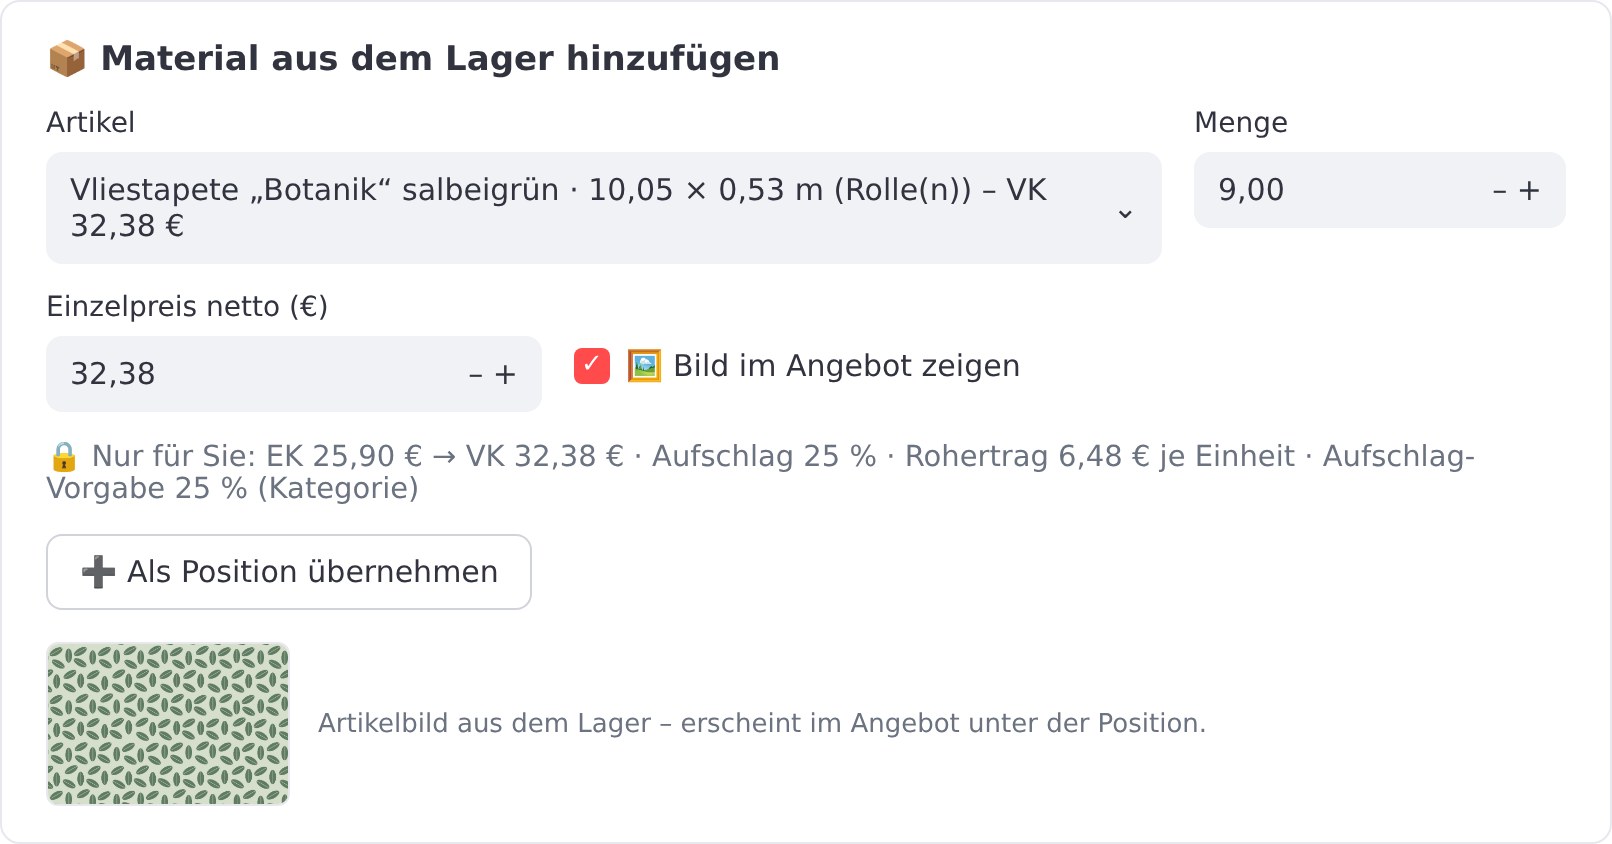 📦 Material aus dem Lager hinzufügen
Artikel
Menge
Vliestapete „Botanik“ salbeigrün · 10,05 × 0,53 m (Rolle(n)) – VK
32,38 €
9,00 – +
Einzelpreis netto (€)
32,38 – +
✓ 🖼️ Bild im Angebot zeigen
🔒 Nur für Sie: EK 25,90 € → VK 32,38 € · Aufschlag 25 % · Rohertrag 6,48 € je Einheit · Aufschlag-
Vorgabe 25 % (Kategorie)
➕ Als Position übernehmen
Artikelbild aus dem Lager – erscheint im Angebot unter der Position.